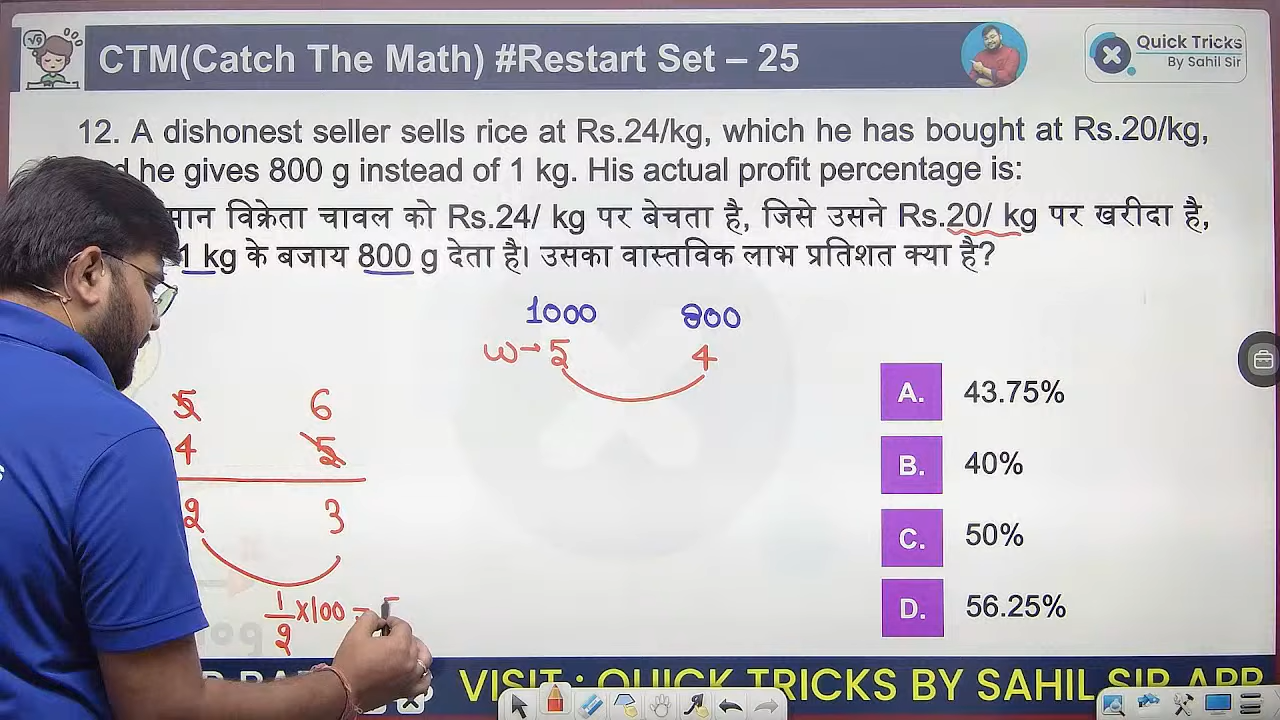 CTM(Catch The Math) #Restart Set – 25
Quick Tricks
By Sahil Sir
12. A dishonest seller sells rice at Rs.24/kg, which he has bought at Rs.20/kg,
he gives 800 g instead of 1 kg. His actual profit percentage is:
विक्रेता चावल को Rs.24/ kg पर बेचता है, जिसे उसने Rs.20/ kg पर खरीदा है,
1 kg के बजाय 800 g देता है। उसका वास्तविक लाभ प्रतिशत क्या है?
1000 800
W→ 5 4
5 6
4 5
2 3
1/2 ×100 =
A. 43.75%
B. 40%
C. 50%
D. 56.25%
VISIT : QUICK TRICKS BY SAHIL SIR APP